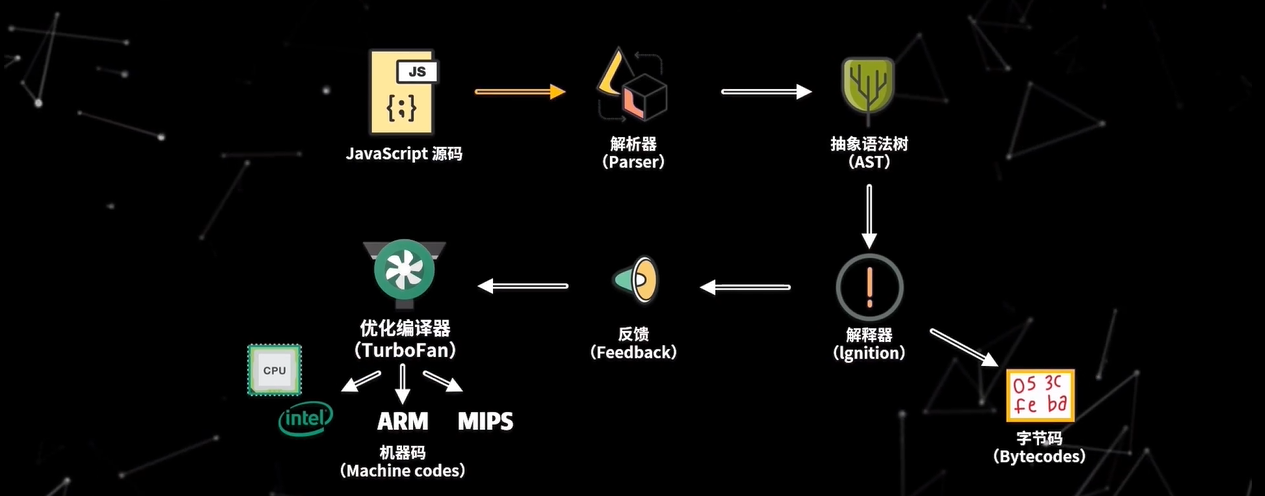 JS
{;}
JavaScript 源码
解析器
（Parser）
抽象语法树
（AST）
优化编译器
（TurboFan）
反馈
（Feedback）
解释器
（lgnition）
CPU
intel
ARM
MIPS
机器码
（Machine codes）
05 3c
fe ba
字节码
（Bytecodes）